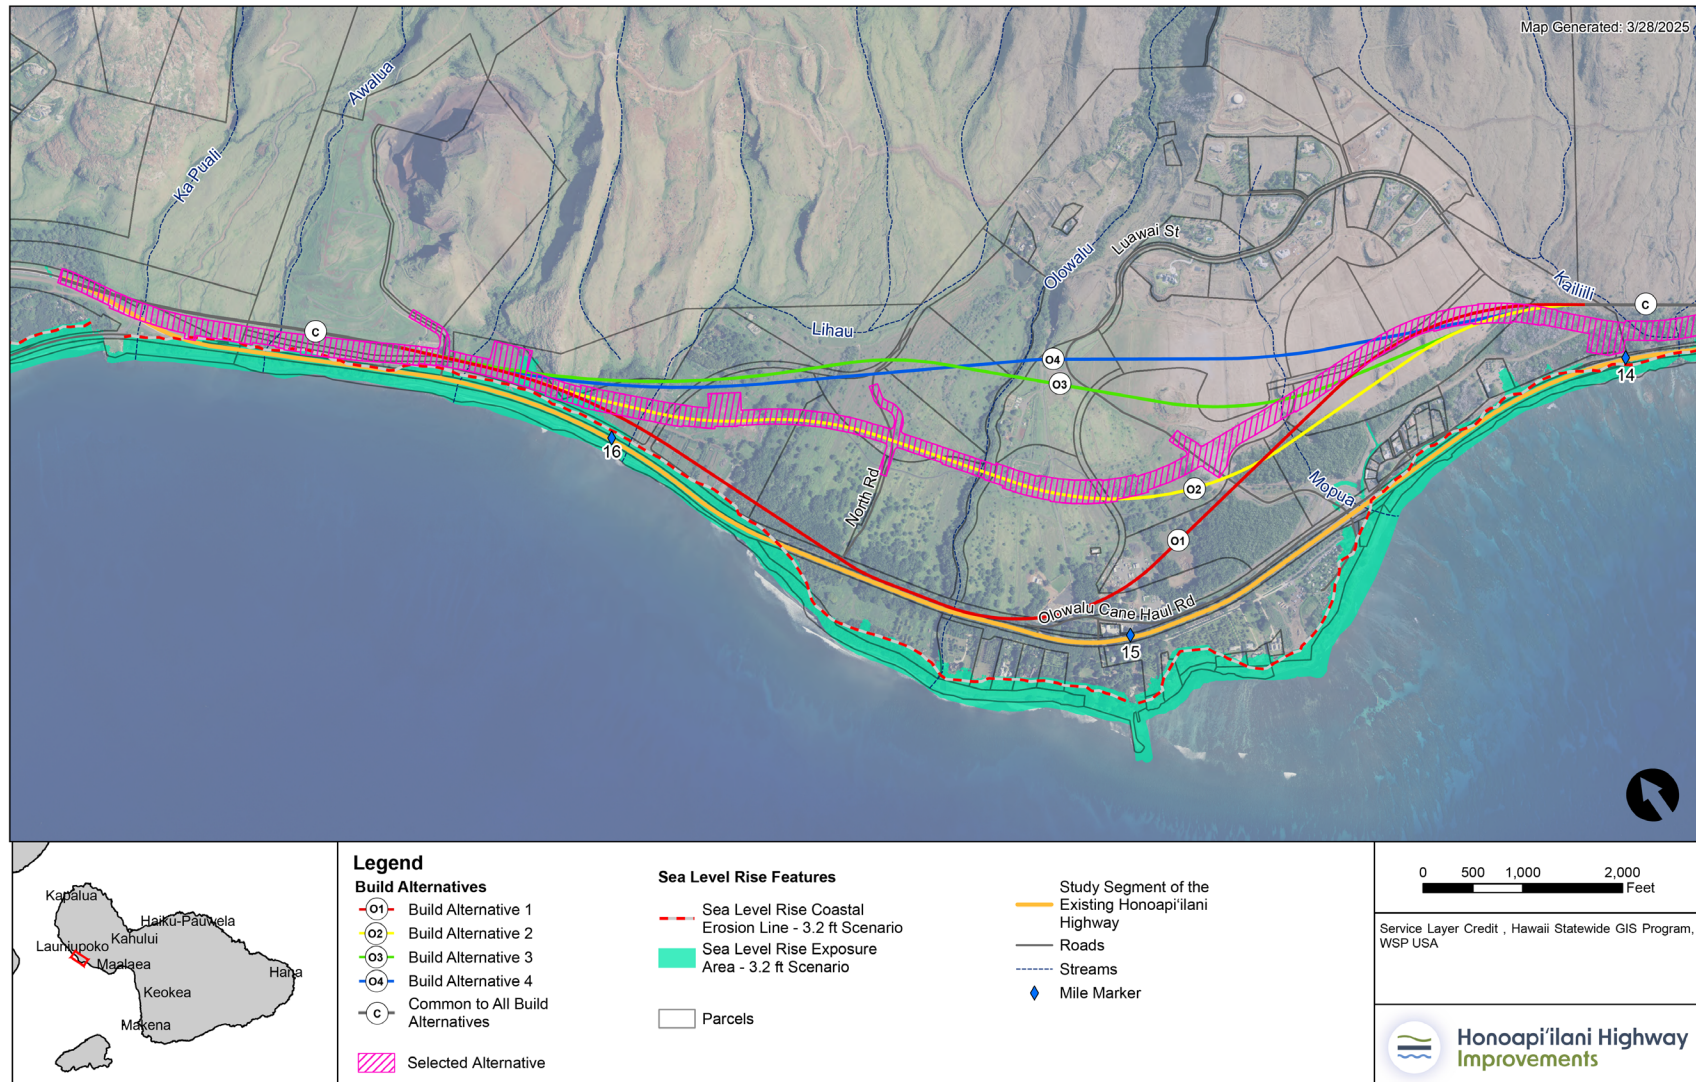 Map Generated: 3/28/2025
Awalua
Ka Puali
Luawai St
Olowalu
Kailiili
Lihau
C
C
O4
O3
14
16
North Rd
O2
Mopua
O1
Olowalu Cane Haul Rd
15
Kapalua
Haiku-Pauwela
Kahului
Launiupoko
Maalaea
Hana
Keokea
Makena
Legend
Build Alternatives
O1 Build Alternative 1
O2 Build Alternative 2
O3 Build Alternative 3
O4 Build Alternative 4
C Common to All Build
Alternatives
Selected Alternative
Sea Level Rise Features
Sea Level Rise Coastal
Erosion Line - 3.2 ft Scenario
Sea Level Rise Exposure
Area - 3.2 ft Scenario
Parcels
Study Segment of the
Existing Honoapiʻilani
Highway
Roads
Streams
Mile Marker
0 500 1,000 2,000
Feet
Service Layer Credit , Hawaii Statewide GIS Program,
WSP USA
Honoapiʻilani Highway
Improvements